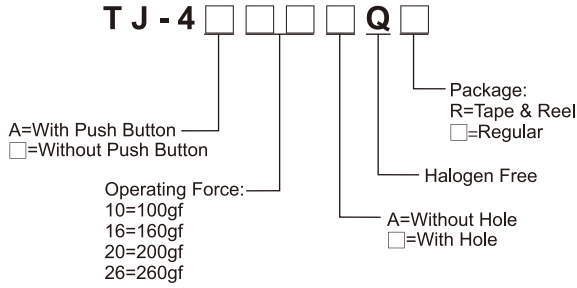 TJ-4□ □□ □ Q □
A=With Push Button
□=Without Push Button
Operating Force:
10=100gf
16=160gf
20=200gf
26=260gf
Package:
R=Tape & Reel
□=Regular
Halogen Free
A=Without Hole
□=With Hole